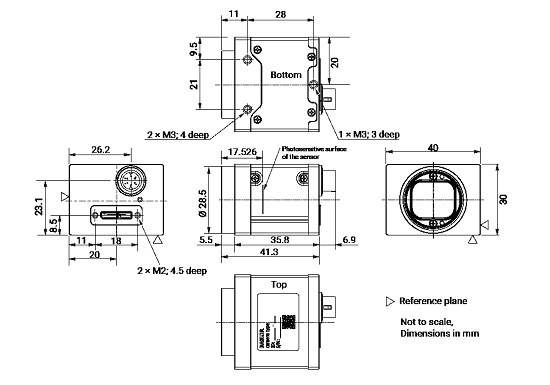 11
28
9.5
21
20
Bottom
2 × M3; 4 deep
1 × M3; 3 deep
26.2
17.526
Photosensitive surface
of the sensor
40
23.1
8.5
Ø 28.5
30
11
18
20
5.5
35.8
6.9
41.3
2 × M2; 4.5 deep
Top
Reference plane
Not to scale,
Dimensions in mm